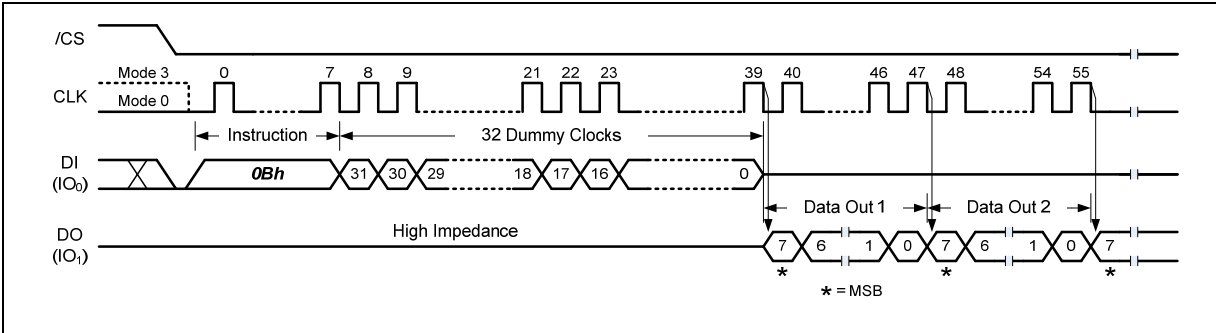 /CS
Mode 3 0 7 8 9 21 22 23 39 40 46 47 48 54 55
CLK
Mode 0
Instruction 32 Dummy Clocks
DI
(IO0)
0Bh 31 30 29 18 17 16 0
Data Out 1 Data Out 2
DO
(IO1)
High Impedance
7 6 1 0 7 6 1 0 7
* * *
* = MSB